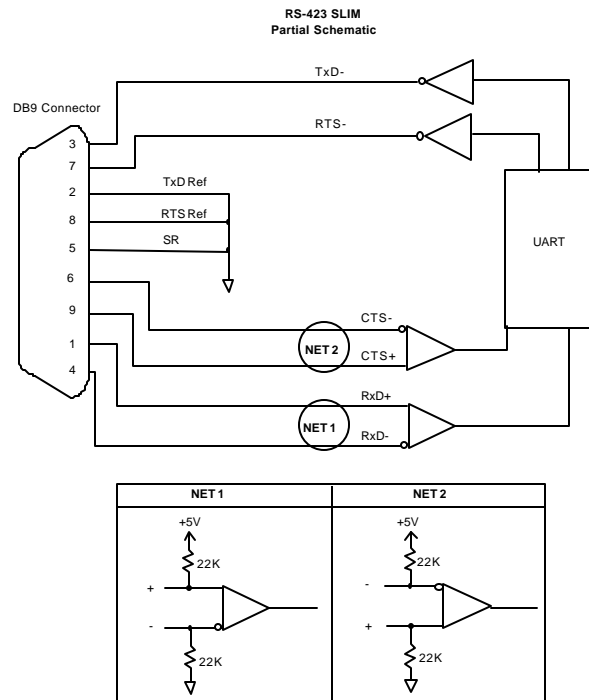 RS-423 SLIM
Partial Schematic
TxD-
DB9 Connector
RTS-
3
7
TxD Ref
2
RTS Ref
8
SR
5
UART
6
CTS-
9
NET 2
CTS+
1
RxD+
4
NET 1
RxD-
NET 1
NET 2
+5V
+5V
22K
22K
+
-
-
+
22K
22K